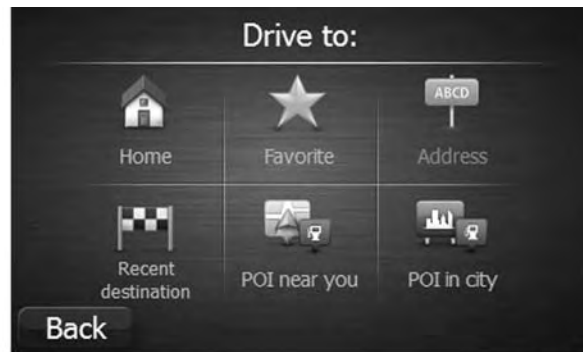 Drive to:
ABCD
Home
Favorite
Address
Recent
destination
POI near you
POI in city
Back